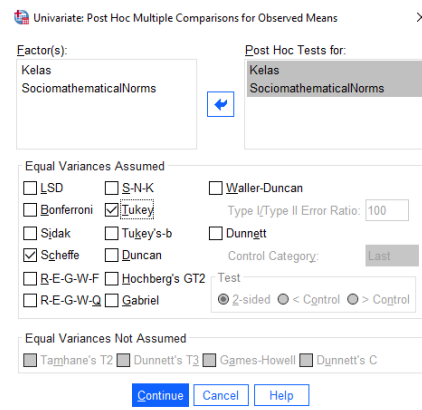 Univariate: Post Hoc Multiple Comparisons for Observed Means
Factor(s):
Kelas
SociomathematicalNorms
Post Hoc Tests for:
Kelas
SociomathematicalNorms
Equal Variances Assumed
LSD S-N-K Waller-Duncan
Bonferroni Tukey Type I/Type II Error Ratio: 100
Sidak Tukey's-b Dunnett
Scheffe Duncan Control Category: Last
R-E-G-W-F Hochberg's GT2 Test
R-E-G-W-Q Gabriel 2-sided < Control > Control
Equal Variances Not Assumed
Tamhane's T2 Dunnett's T3 Games-Howell Dunnett's C
Continue Cancel Help